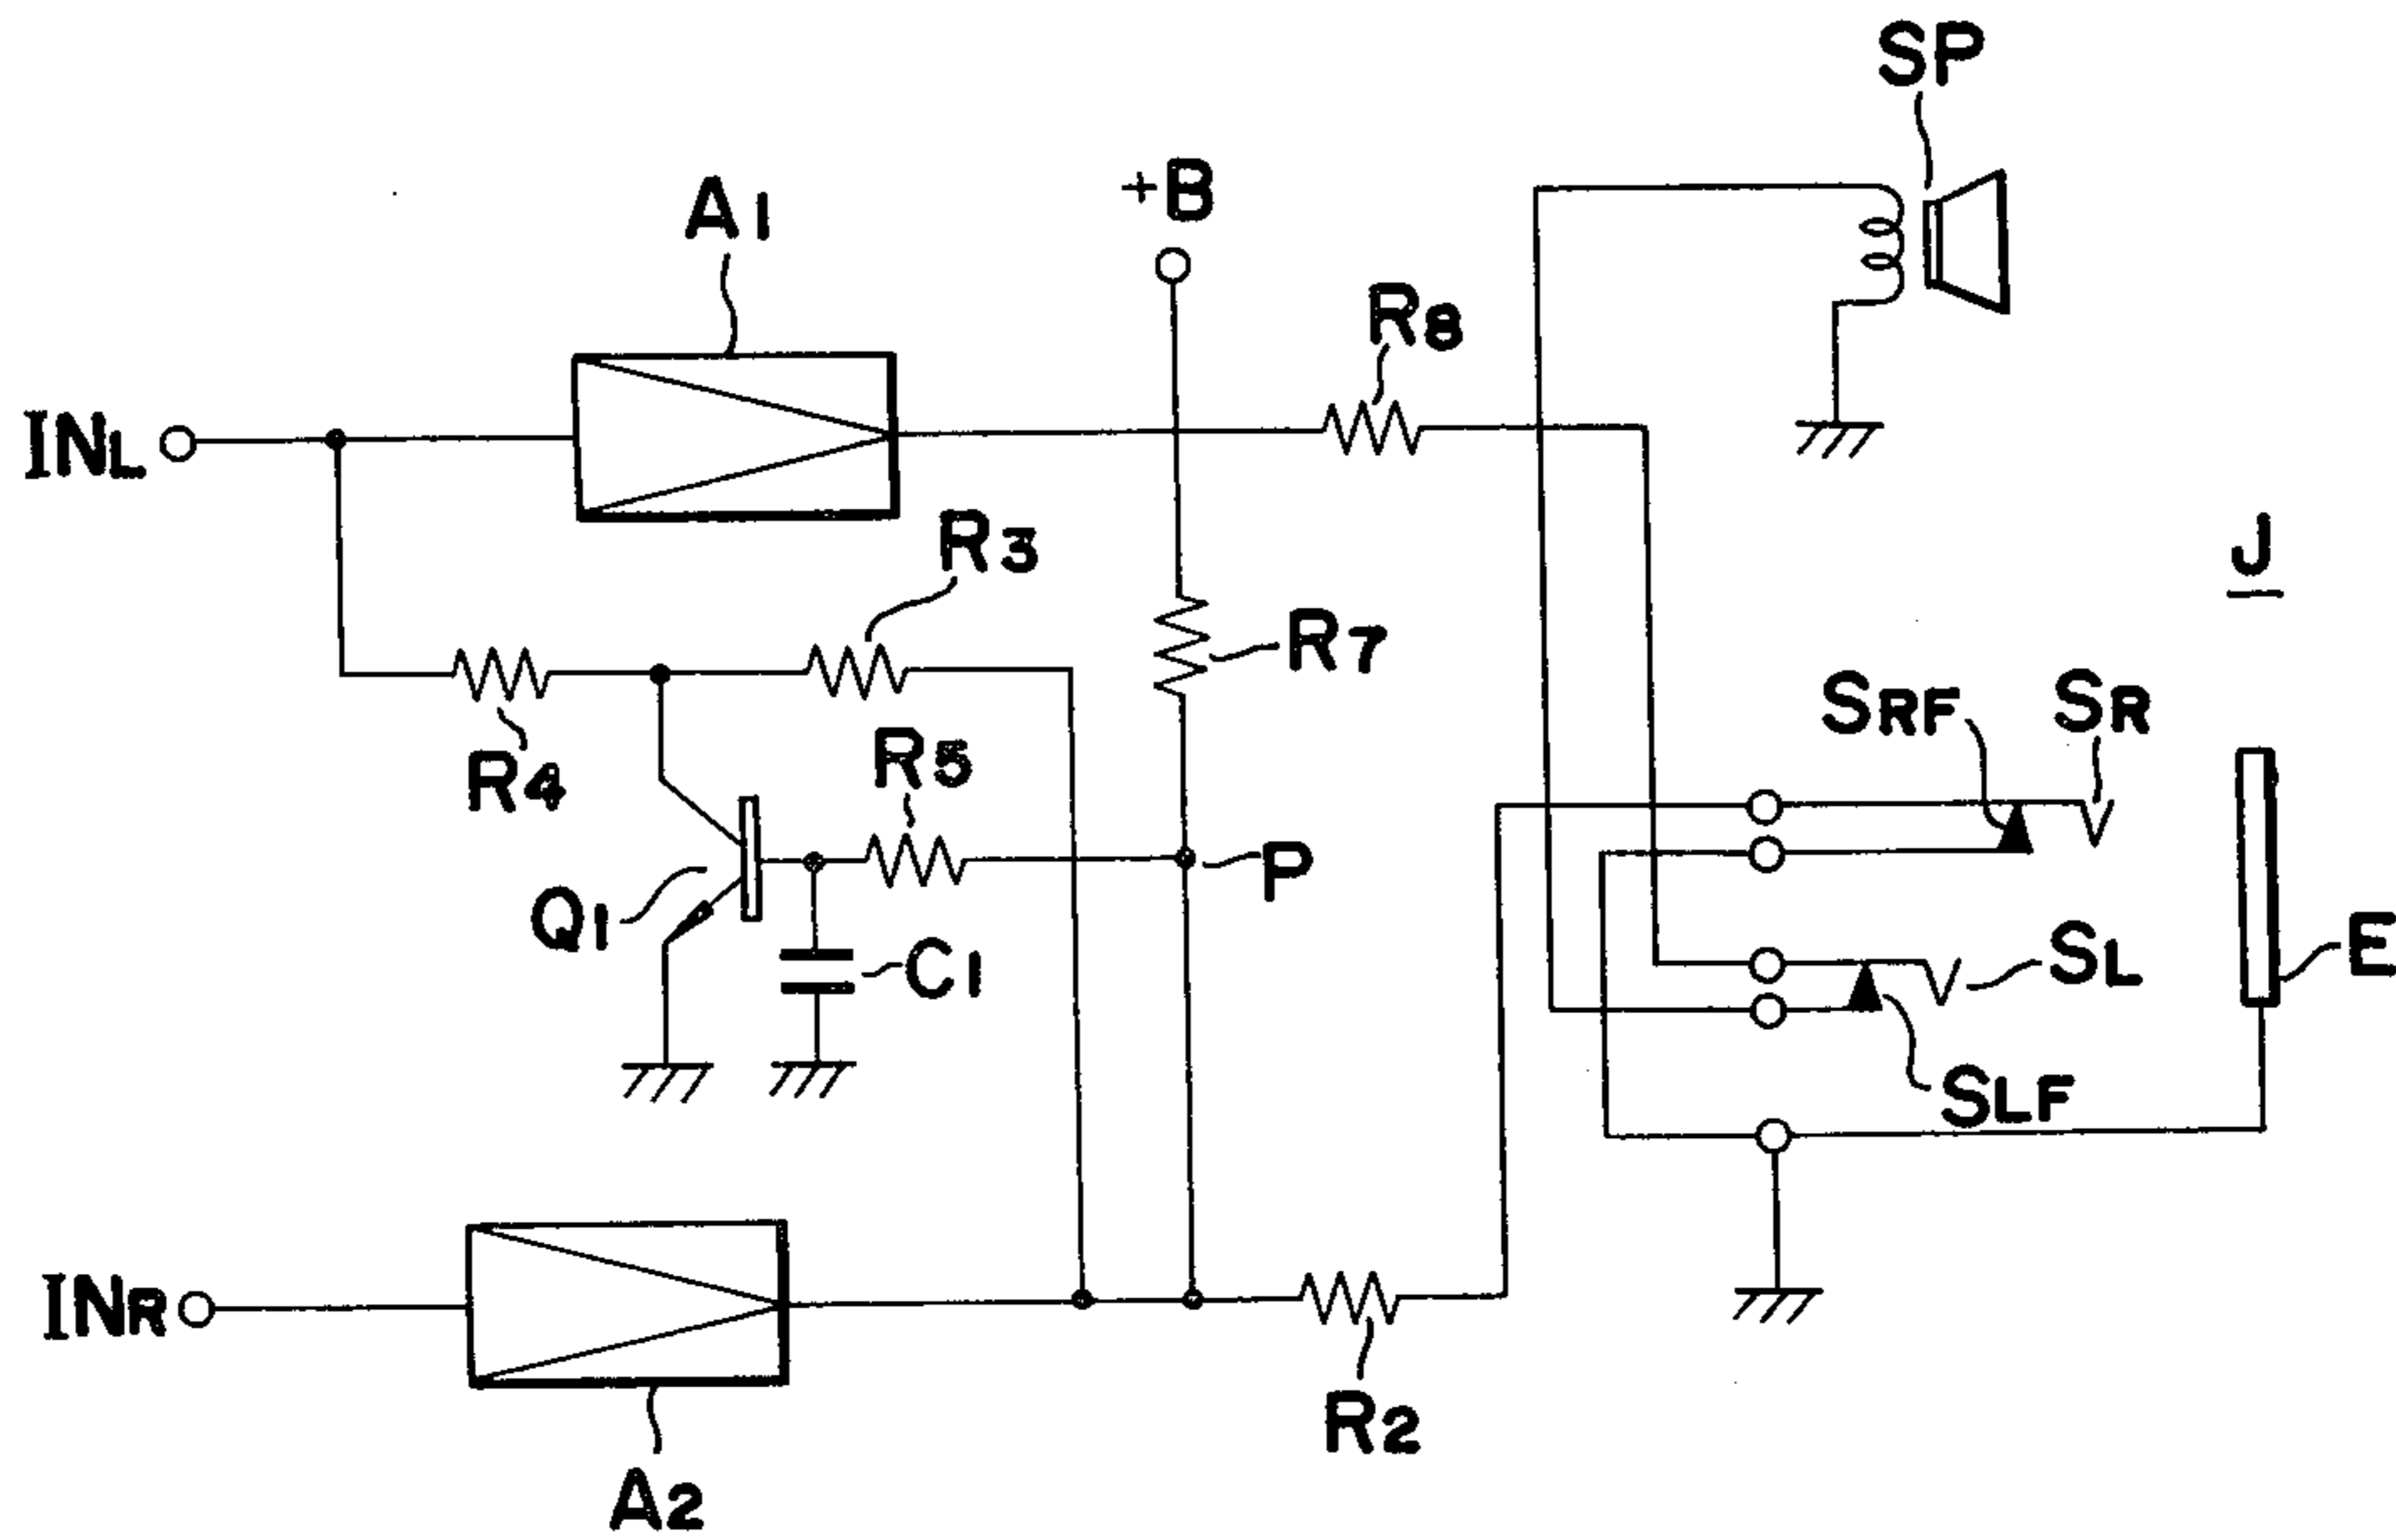 SP
A1
+B
R8
INL
R3
J
R7
SRF
SR
R4
R5
P
Q1
C1
SL
E
SLF
INR
R2
A2